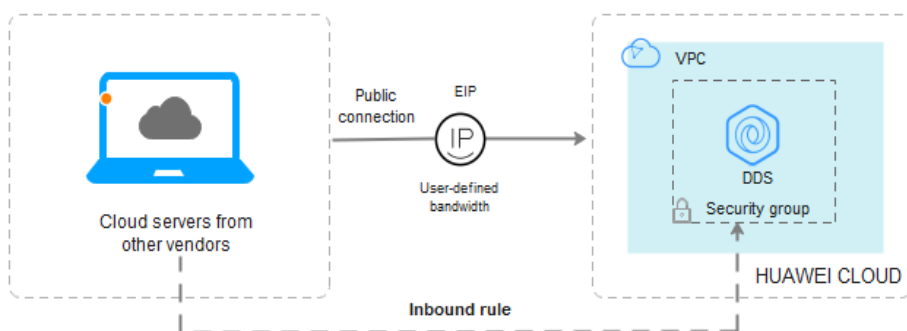 Cloud servers from
other vendors
Public
connection
EIP
IP
User-defined
bandwidth
VPC
DDS
Security group
HUAWEI CLOUD
Inbound rule